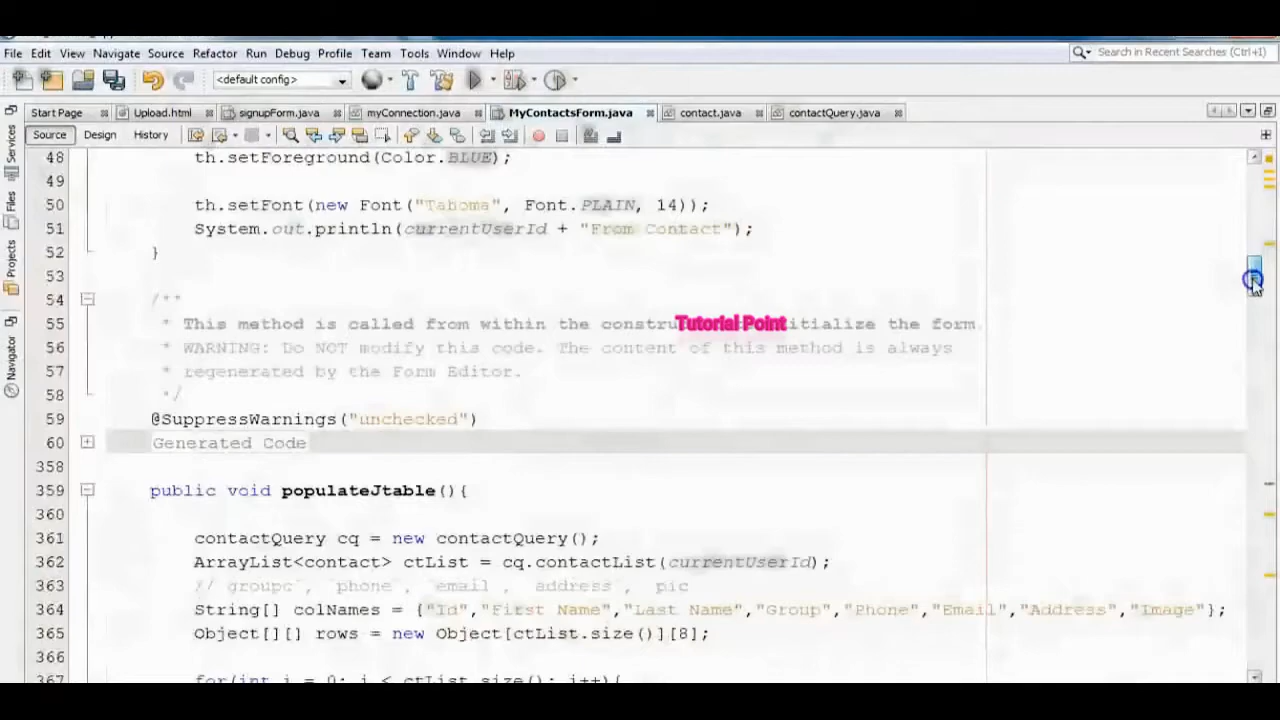 File Edit View Navigate Source Refactor Run Debug Profile Team Tools Window Help
Search in Recent Searches (Ctrl+I)
<default config>
Start Page Upload.html signupForm.java myConnection.java MyContactsForm.java contact.java contactQuery.java
Source Design History
Services
Files
Projects
Navigator
48 th.setForeground(Color.BLUE);
49
50 th.setFont(new Font("Tahoma", Font.PLAIN, 14));
51 System.out.println(currentUserId + "From Contact");
52 }
53
54 /**
55 * This method is called from within the constru Tutorial Point itialize the form.
56 * WARNING: Do NOT modify this code. The content of this method is always
57 * regenerated by the Form Editor.
58 */
59 @SuppressWarnings("unchecked")
60 Generated Code
358
359 public void populateJtable(){
360
361 contactQuery cq = new contactQuery();
362 ArrayList<contact> ctList = cq.contactList(currentUserId);
363 // groupc , phone , email , address , pic
364 String[] colNames = {"Id","First Name","Last Name","Group","Phone","Email","Address","Image"};
365 Object[][] rows = new Object[ctList.size()][8];
366
367 for(int i = 0; i < ctList.size(); i++){